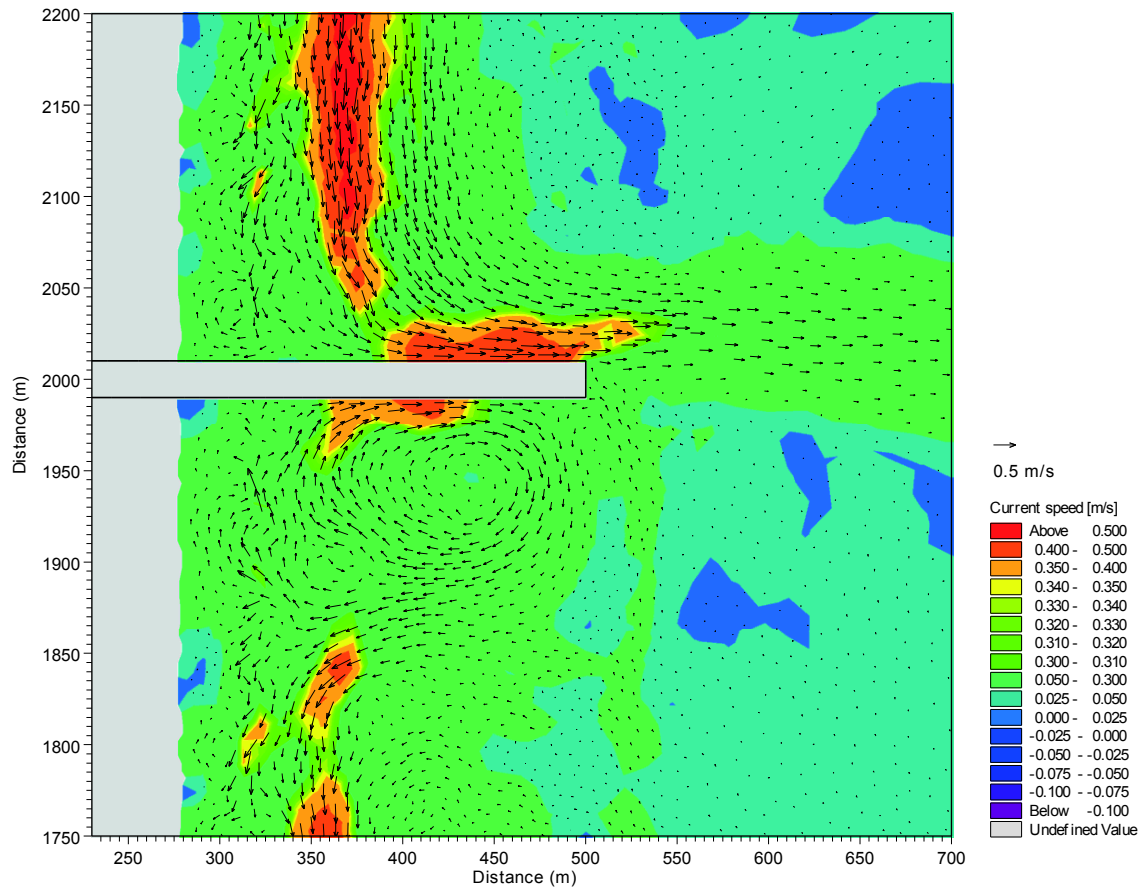 2200
2150
2100
2050
2000
1950
1900
1850
1800
1750
Distance (m)
250 300 350 400 450 500 550 600 650 700
Distance (m)
0.5 m/s
Current speed [m/s]
Above 0.500
0.400 - 0.500
0.350 - 0.400
0.340 - 0.350
0.330 - 0.340
0.320 - 0.330
0.310 - 0.320
0.300 - 0.310
0.050 - 0.300
0.025 - 0.050
0.000 - 0.025
-0.025 - 0.000
-0.050 - -0.025
-0.075 - -0.050
-0.100 - -0.075
Below -0.100
Undefined Value